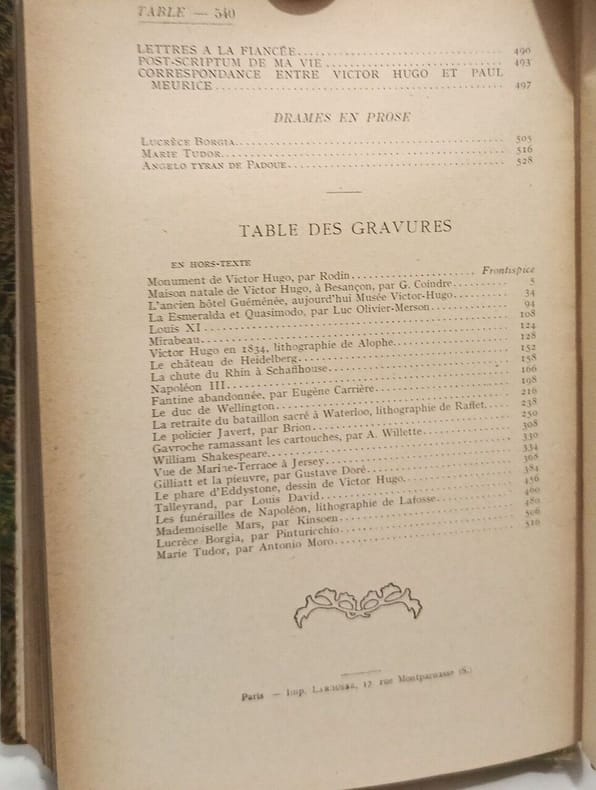 TABLE — 540
LETTRES A LA FIANCÉE 490
POST-SCRIPTUM DE MA VIE 493
CORRESPONDANCE ENTRE VICTOR HUGO ET PAUL
MEURICE 497
DRAMES EN PROSE
LUCRÈCE BORGIA 505
MARIE TUDOR 516
ANGELO TYRAN DE PADOUE 528
TABLE DES GRAVURES
EN HORS-TEXTE
Monument de Victor Hugo, par Rodin Frontispice
Maison natale de Victor Hugo, à Besançon, par G. Coindre 5
L'ancien hôtel Guéménée, aujourd'hui Musée Victor-Hugo 34
La Esmeralda et Quasimodo, par Luc Olivier-Merson 94
Louis XI 108
Mirabeau 124
Victor Hugo en 1834, lithographie de Alophe 128
Le château de Heidelberg 152
La chute du Rhin à Schaffhouse 158
Napoléon III 166
Fantine abandonnée, par Eugène Carrière 198
Le duc de Wellington 216
La retraite du bataillon sacré à Waterloo, lithographie de Raffet 238
Le policier Javert, par Brion 250
Gavroche ramassant les cartouches, par A. Willette 308
William Shakespeare 330
Vue de Marine-Terrace à Jersey 334
Gilliatt et la pieuvre, par Gustave Doré 368
Le phare d'Eddystone, dessin de Victor Hugo 384
Talleyrand, par Louis David 456
Les funérailles de Napoléon, lithographie de Lafosse 460
Mademoiselle Mars, par Kinsoen 480
Lucrèce Borgia, par Pinturicchio 506
Marie Tudor, par Antonio Moro 516
Paris — Imp. LAROUSSE, 17, rue Montparnasse (6.)